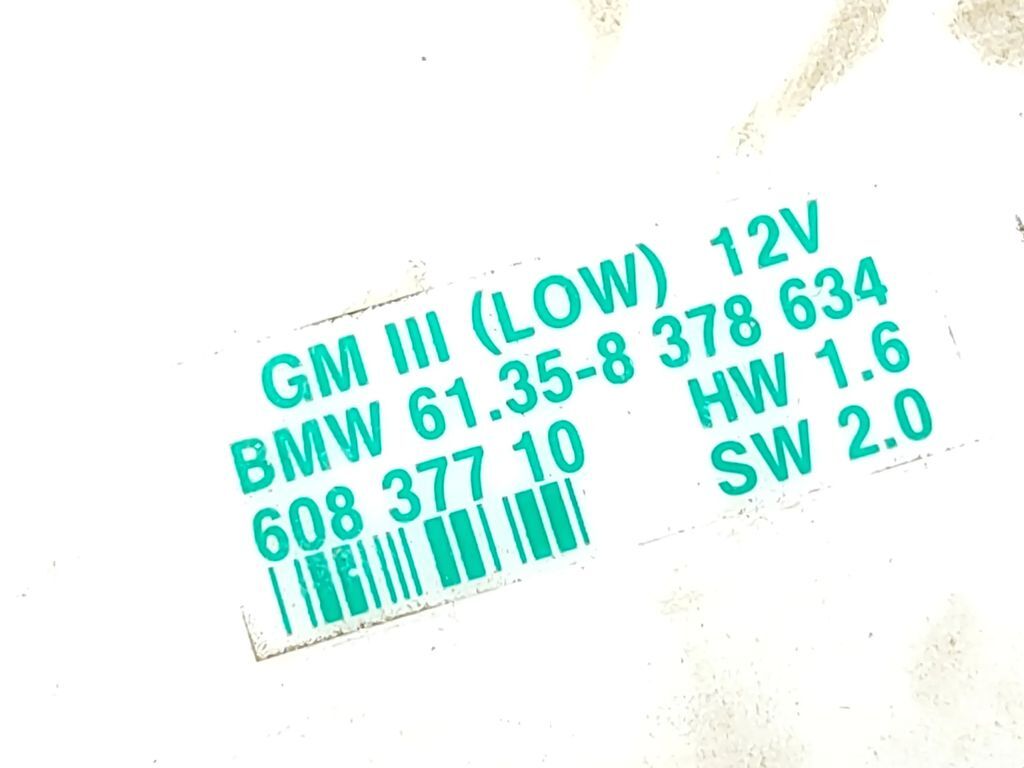 GM III (LOW) 12V
BMW 61.35-8 378 634
608 377 10 HW 1.6
SW 2.0